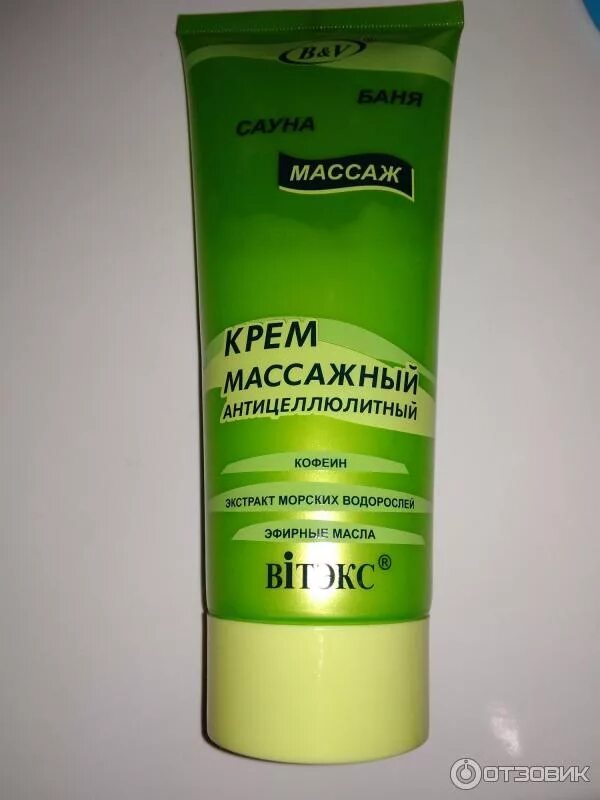 B&V
БАНЯ
САУНА
МАССАЖ
КРЕМ
МАССАЖНЫЙ
АНТИЦЕЛЛЮЛИТНЫЙ
КОФЕИН
ЭКСТРАКТ МОРСКИХ ВОДОРОСЛЕЙ
ЭФИРНЫЕ МАСЛА
ВiТЭКС®
ОТЗОВИК